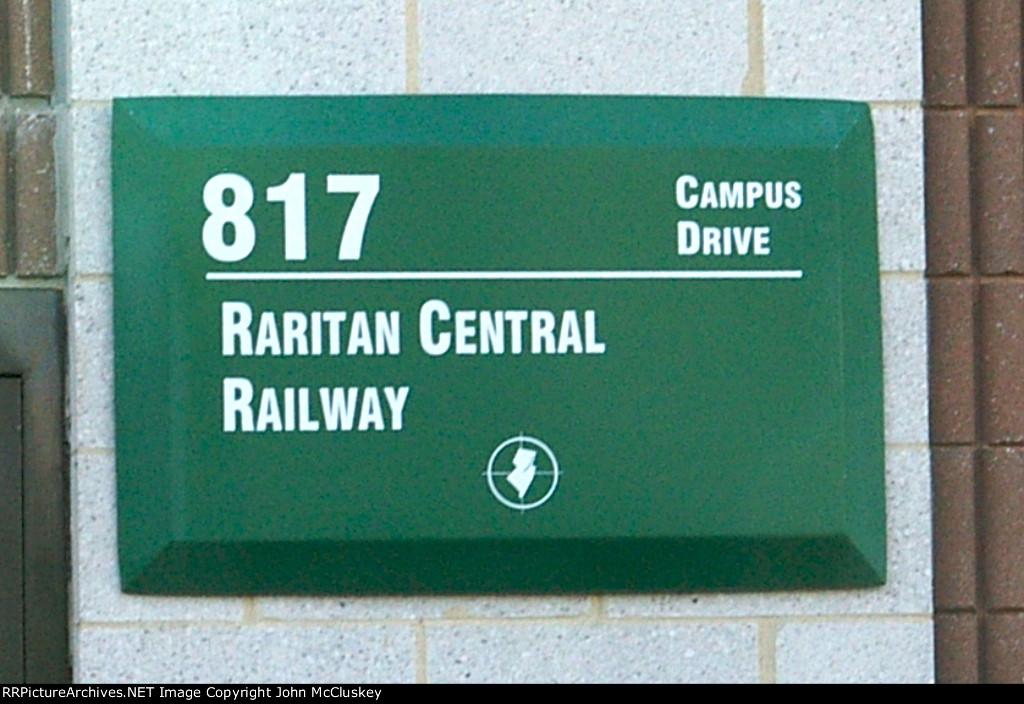 817
CAMPUS
DRIVE
RARITAN CENTRAL
RAILWAY
RRPictureArchives.NET Image Copyright John McCluskey